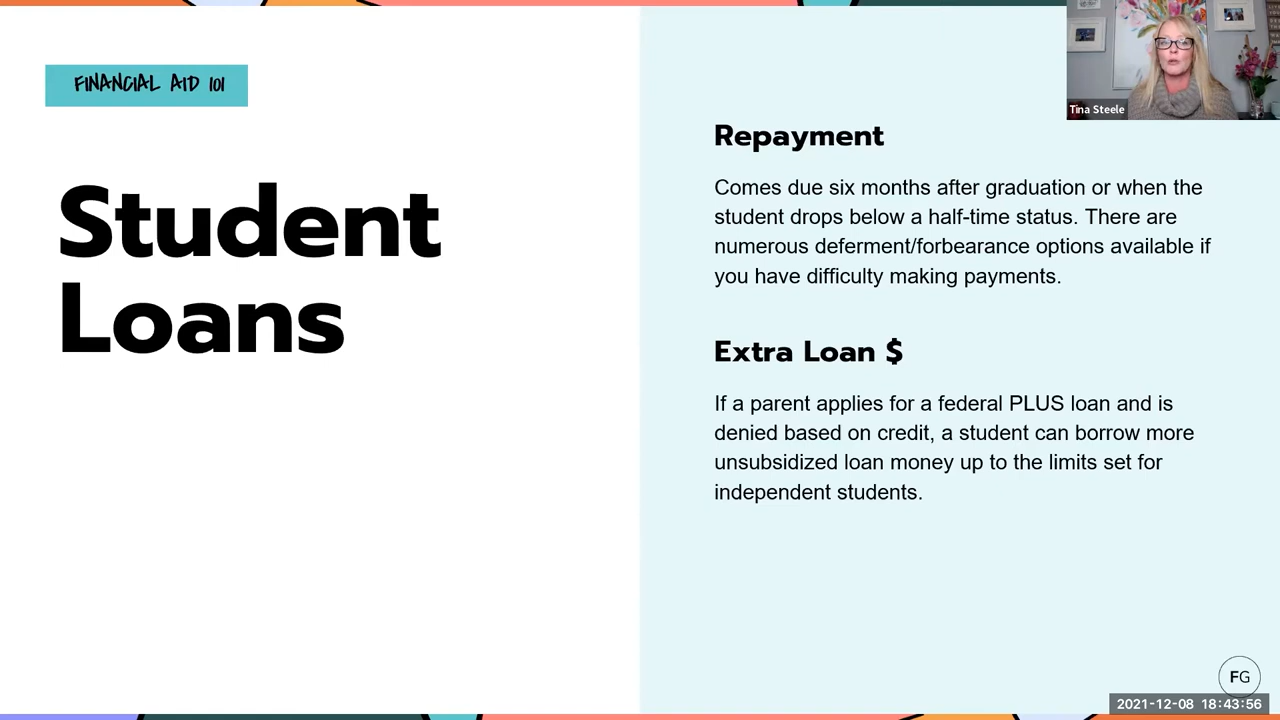 FINANCIAL AID 101
Student
Loans
Tina Steele
Repayment
Comes due six months after graduation or when the
student drops below a half-time status. There are
numerous deferment/forbearance options available if
you have difficulty making payments.
Extra Loan $
If a parent applies for a federal PLUS loan and is
denied based on credit, a student can borrow more
unsubsidized loan money up to the limits set for
independent students.
FG
2021-12-08 18:43:56